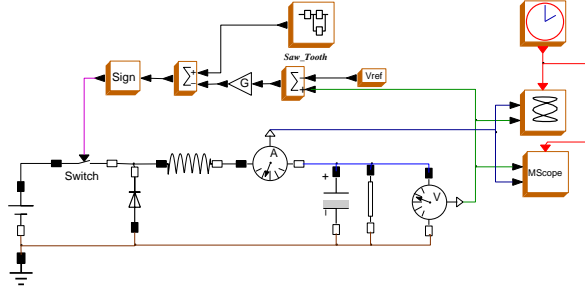 Saw_Tooth
Sign
Σ
+
−
G
Σ
−
+
Vref
A
Switch
MScope
+
V